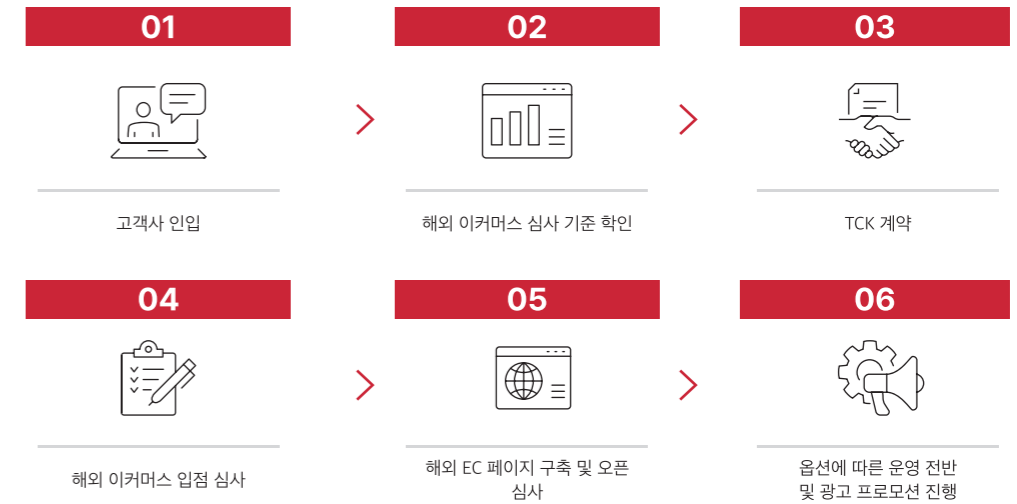 01
02
03
고객사 인입
해외 이커머스 심사 기준 확인
TCK 계약
04
05
06
해외 이커머스 입점 심사
해외 EC 페이지 구축 및 오픈
심사
옵션에 따른 운영 전반
및 광고 프로모션 진행